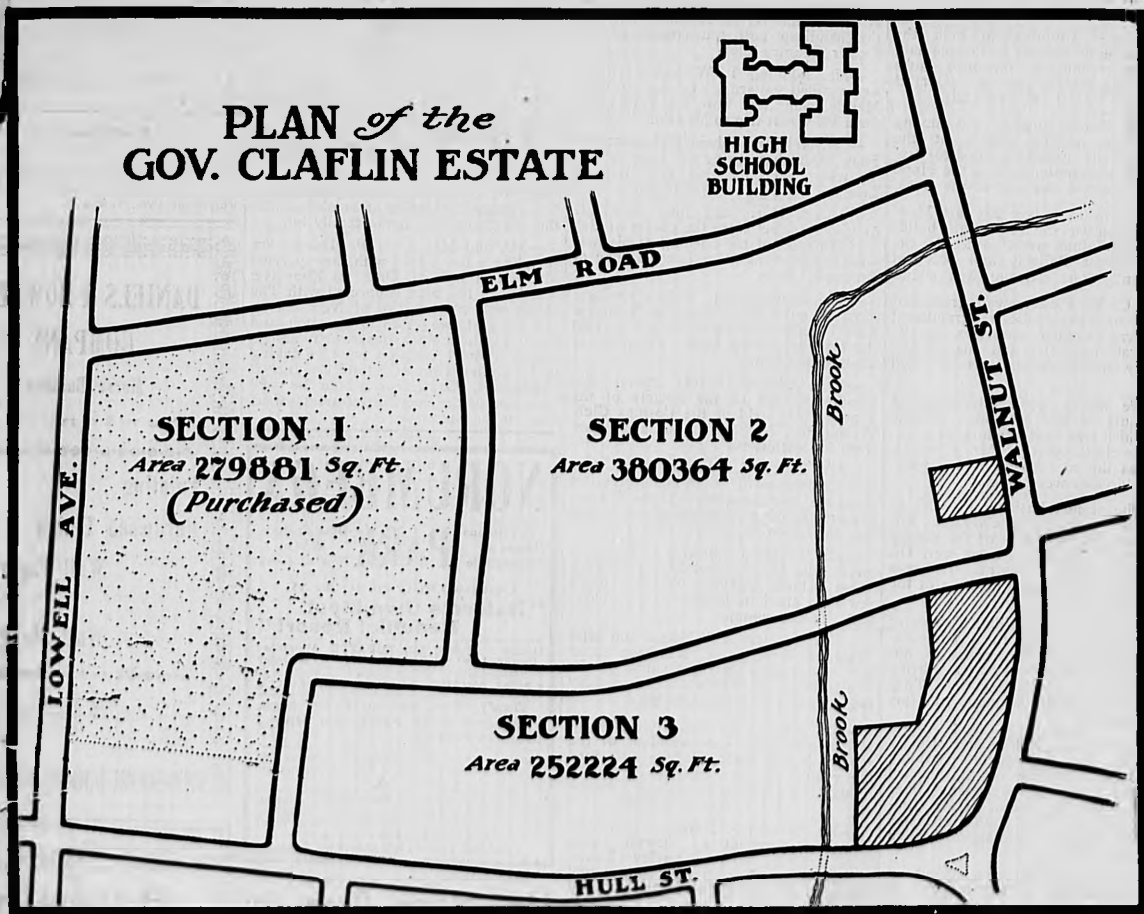 PLAN of the
GOV. CLAFLIN ESTATE
HIGH
SCHOOL
BUILDING
ELM ROAD
WALNUT ST.
Brook
SECTION 1
Area 279881 Sq. Ft.
(Purchased)
SECTION 2
Area 380364 Sq. Ft.
LOWELL AVE.
SECTION 3
Area 252224 Sq. Ft.
Brook
HULL ST.